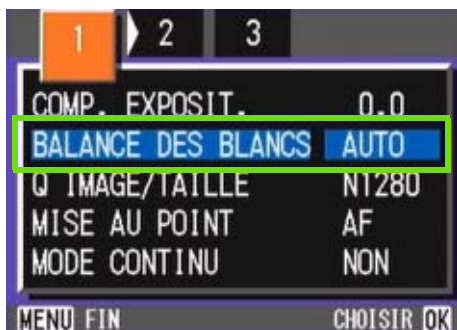 1 2 3
COMP. EXPOSIT. 0.0
BALANCE DES BLANCS AUTO
Q IMAGE/TAILLE N1280
MISE AU POINT AF
MODE CONTINU NON
MENU FIN CHOISIR OK